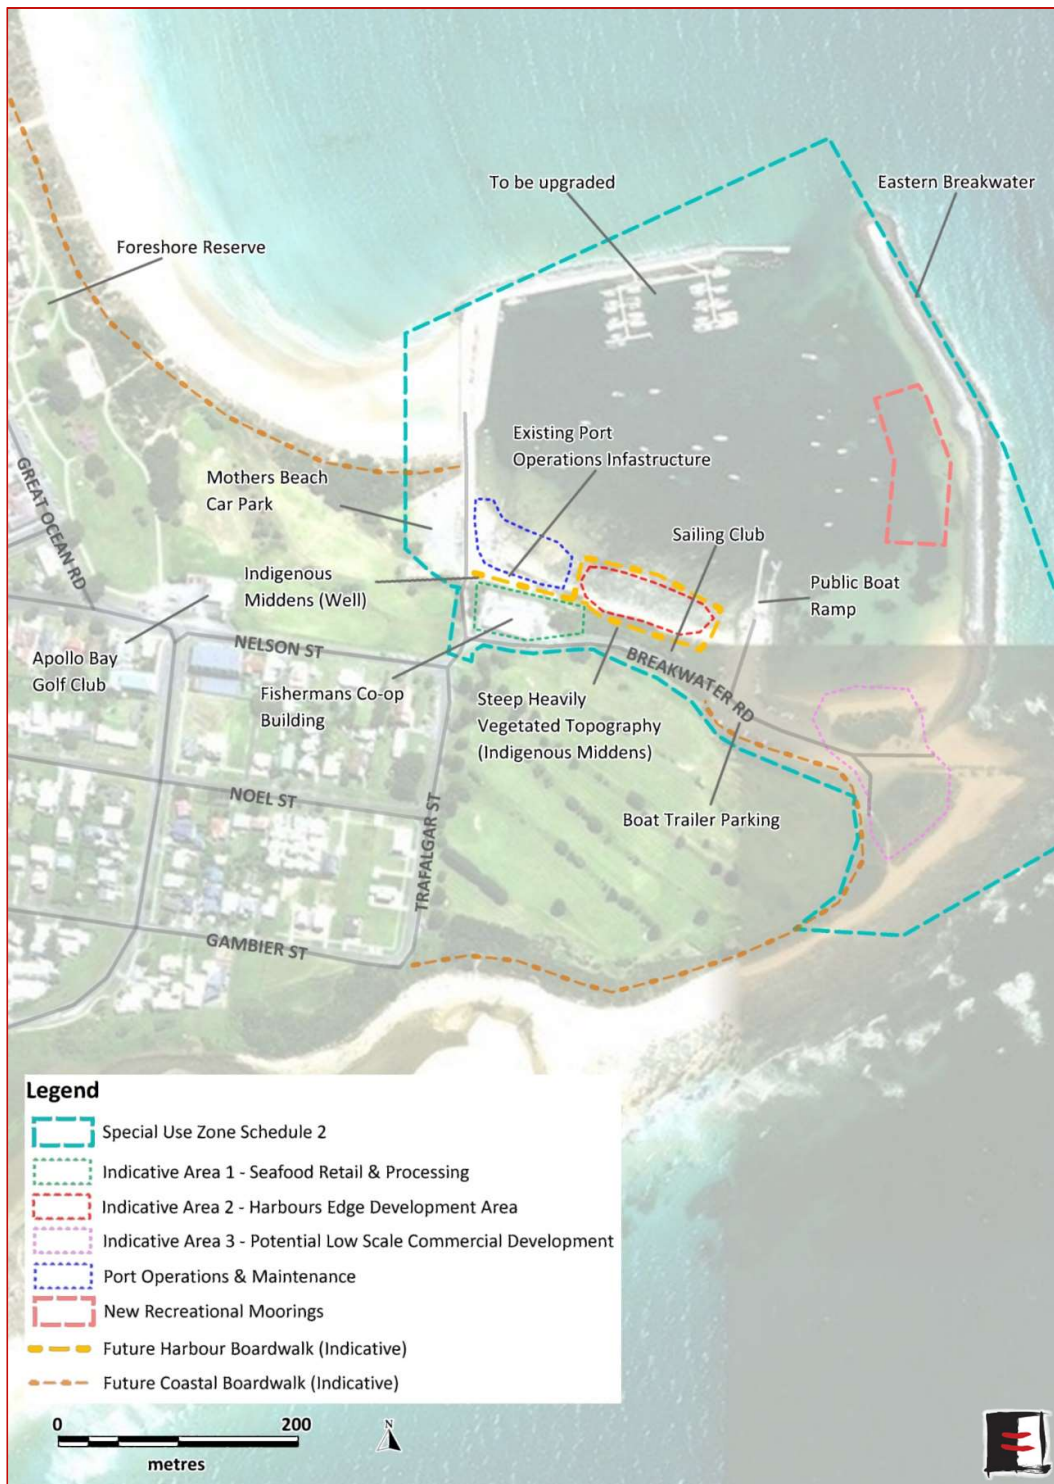 To be upgraded
Eastern Breakwater
Foreshore Reserve
Existing Port
Operations Infastructure
Mothers Beach
Car Park
GREAT OCEAN RD
Sailing Club
Indigenous
Middens (Well)
Public Boat
Ramp
NELSON ST
Apollo Bay
Golf Club
BREAKWATER RD
Fishermans Co-op
Building
Steep Heavily
Vegetated Topography
(Indigenous Middens)
NOEL ST
Boat Trailer Parking
TRAFALGAR ST
GAMBIER ST
Legend
Special Use Zone Schedule 2
Indicative Area 1 - Seafood Retail & Processing
Indicative Area 2 - Harbours Edge Development Area
Indicative Area 3 - Potential Low Scale Commercial Development
Port Operations & Maintenance
New Recreational Moorings
Future Harbour Boardwalk (Indicative)
Future Coastal Boardwalk (Indicative)
0 200
metres
N